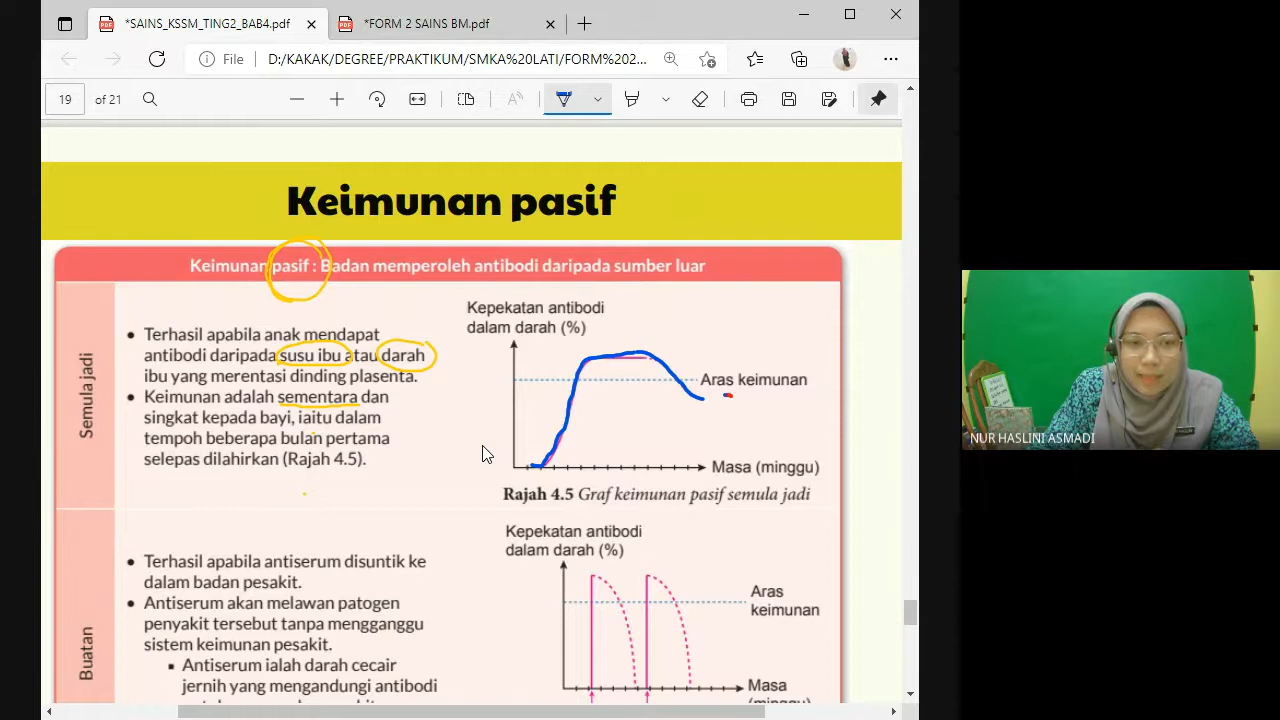 *SAINS_KSSM_TING2_BAB4.pdf
*FORM 2 SAINS BM.pdf
File
D:/KAKAK/DEGREE/PRAKTIKUM/SMKA%20LATI/FORM%202...
19 of 21
Keimunan pasif
Keimunan pasif : Badan memperoleh antibodi daripada sumber luar
Semula jadi
• Terhasil apabila anak mendapat
antibodi daripada susu ibu atau darah
ibu yang merentasi dinding plasenta.
• Keimunan adalah sementara dan
singkat kepada bayi, iaitu dalam
tempoh beberapa bulan pertama
selepas dilahirkan (Rajah 4.5).
Kepekatan antibodi
dalam darah (%)
Aras keimunan
Masa (minggu)
Rajah 4.5 Graf keimunan pasif semula jadi
Buatan
• Terhasil apabila antiserum disuntik ke
dalam badan pesakit.
• Antiserum akan melawan patogen
penyakit tersebut tanpa mengganggu
sistem keimunan pesakit.
▪ Antiserum ialah darah cecair
jernih yang mengandungi antibodi
Kepekatan antibodi
dalam darah (%)
Aras
keimunan
Masa
NUR HASLINI ASMADI